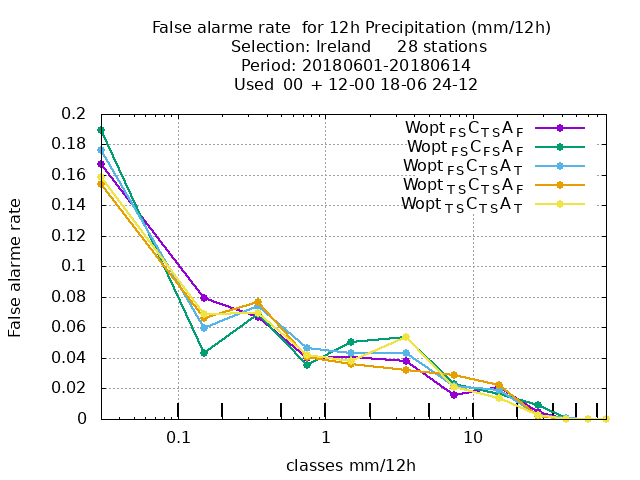 False alarme rate  for 12h Precipitation (mm/12h)
Selection: Ireland     28 stations
Period: 20180601-20180614
Used  00  + 12-00 18-06 24-12
0.2
0.18
0.16
0.14
0.12
0.1
0.08
0.06
0.04
0.02
0
False alarme rate
Wopt FS C TS A F
Wopt FS C FS A F
Wopt FS C TS A T
Wopt TS C TS A F
Wopt TS C TS A T
0.1 1 10
classes mm/12h